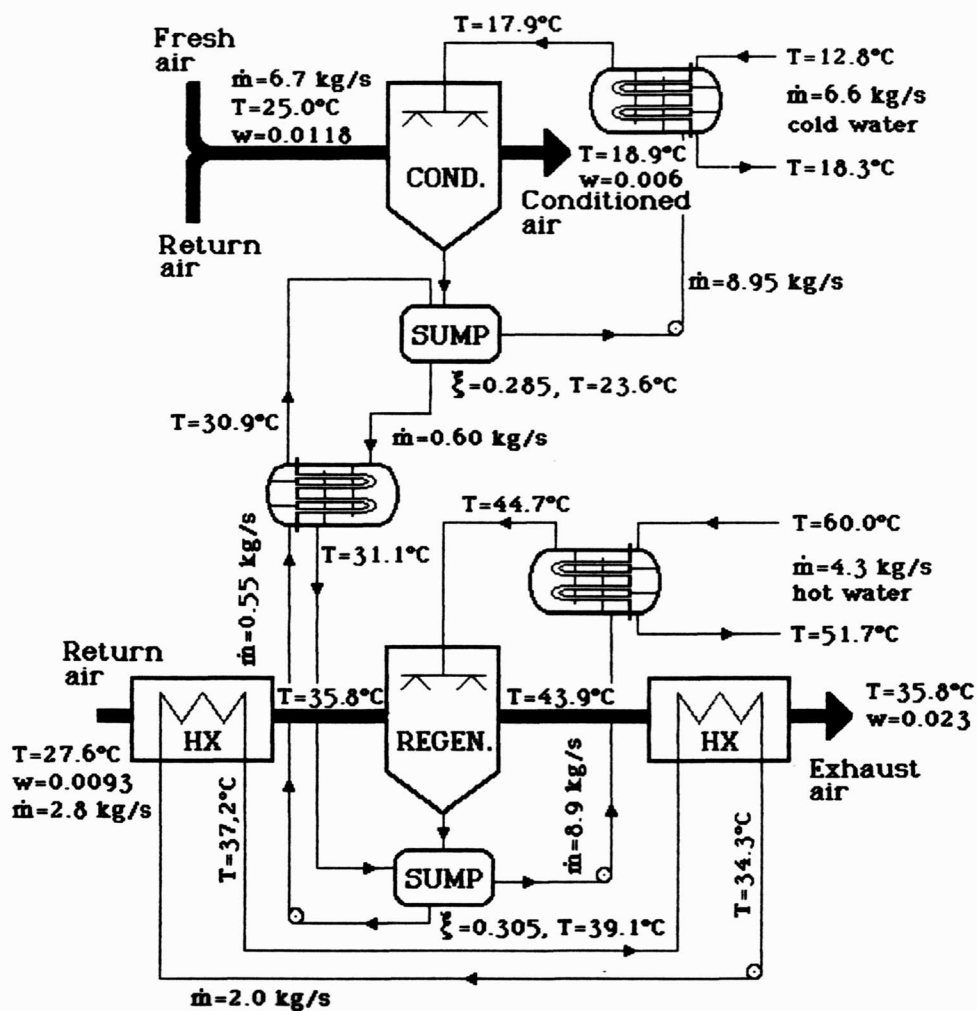 T=17.9°C
Fresh
air
ṁ=6.7 kg/s
T=25.0°C
w=0.0118
T=12.8°C
ṁ=6.6 kg/s
cold water
T=18.3°C
COND.
T=18.9°C
w=0.006
Conditioned
air
Return
air
ṁ=8.95 kg/s
SUMP
ξ=0.285, T=23.6°C
T=30.9°C
ṁ=0.60 kg/s
T=44.7°C
T=60.0°C
ṁ=4.3 kg/s
hot water
T=51.7°C
T=31.1°C
ṁ=0.55 kg/s
Return
air
T=35.8°C
T=43.9°C
T=35.8°C
w=0.023
HX
REGEN.
HX
Exhaust
air
T=27.6°C
w=0.0093
ṁ=2.8 kg/s
T=37,2°C
ṁ=8.9 kg/s
T=34.3°C
SUMP
ξ=0.305, T=39.1°C
ṁ=2.0 kg/s